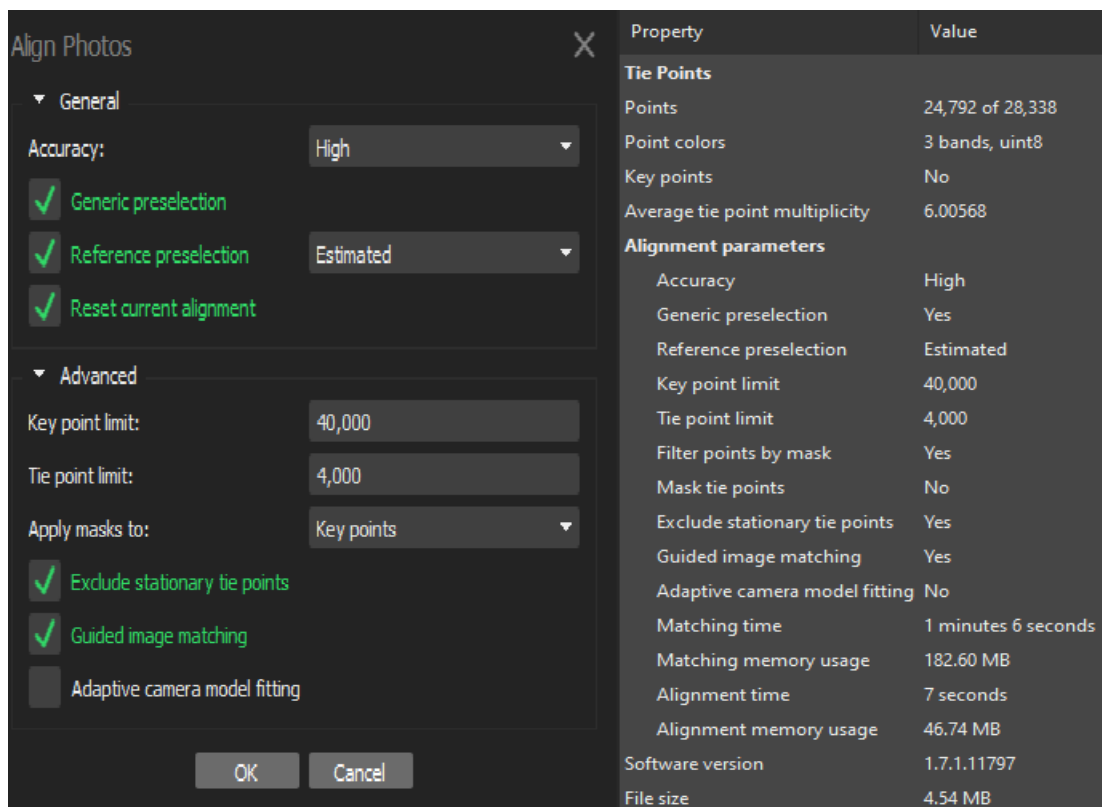 Align Photos
General
Accuracy: High
Generic preselection
Reference preselection Estimated
Reset current alignment
Advanced
Key point limit: 40,000
Tie point limit: 4,000
Apply masks to: Key points
Exclude stationary tie points
Guided image matching
Adaptive camera model fitting
OK Cancel
Property Value
Tie Points
Points 24,792 of 28,338
Point colors 3 bands, uint8
Key points No
Average tie point multiplicity 6.00568
Alignment parameters
Accuracy High
Generic preselection Yes
Reference preselection Estimated
Key point limit 40,000
Tie point limit 4,000
Filter points by mask Yes
Mask tie points No
Exclude stationary tie points Yes
Guided image matching Yes
Adaptive camera model fitting No
Matching time 1 minutes 6 seconds
Matching memory usage 182.60 MB
Alignment time 7 seconds
Alignment memory usage 46.74 MB
Software version 1.7.1.11797
File size 4.54 MB